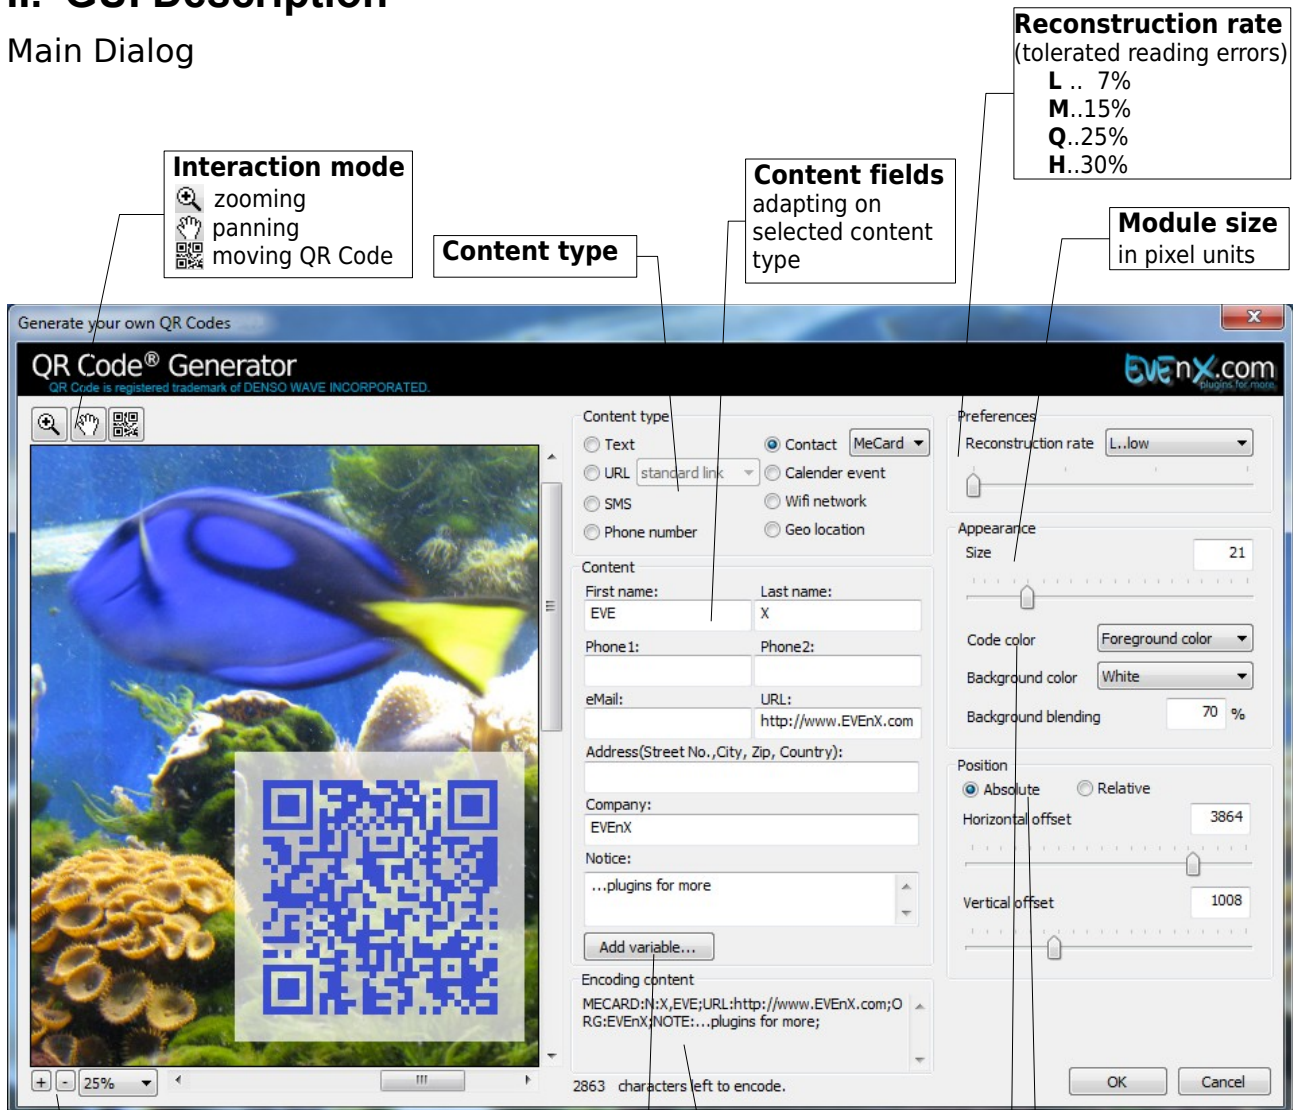 II. GUI Description
Main Dialog
Reconstruction rate
(tolerated reading errors)
L .. 7%
M..15%
Q..25%
H..30%
Interaction mode
zooming
panning
moving QR Code
Content type
Content fields
adapting on
selected content
type
Module size
in pixel units
Generate your own QR Codes
QR Code® Generator
QR Code is registered trademark of DENSO WAVE INCORPORATED.
EVEnX.com
plugins for more
Content type
Text
Contact MeCard
URL standard link
Calender event
SMS
Wifi network
Phone number
Geo location
Content
First name: Last name:
EVE X
Phone1: Phone2:
eMail: URL:
http://www.EVEnX.com
Address(Street No.,City, Zip, Country):
Company:
EVEnX
Notice:
...plugins for more
Add variable...
Encoding content
MECARD:N:X,EVE;URL:http://www.EVEnX.com;O
RG:EVEnX;NOTE:...plugins for more;
2863 characters left to encode.
Preferences
Reconstruction rate L..low
Appearance
Size 21
Code color Foreground color
Background color White
Background blending 70 %
Position
Absolute Relative
Horizontal offset 3864
Vertical offset 1008
+ - 25%
OK Cancel